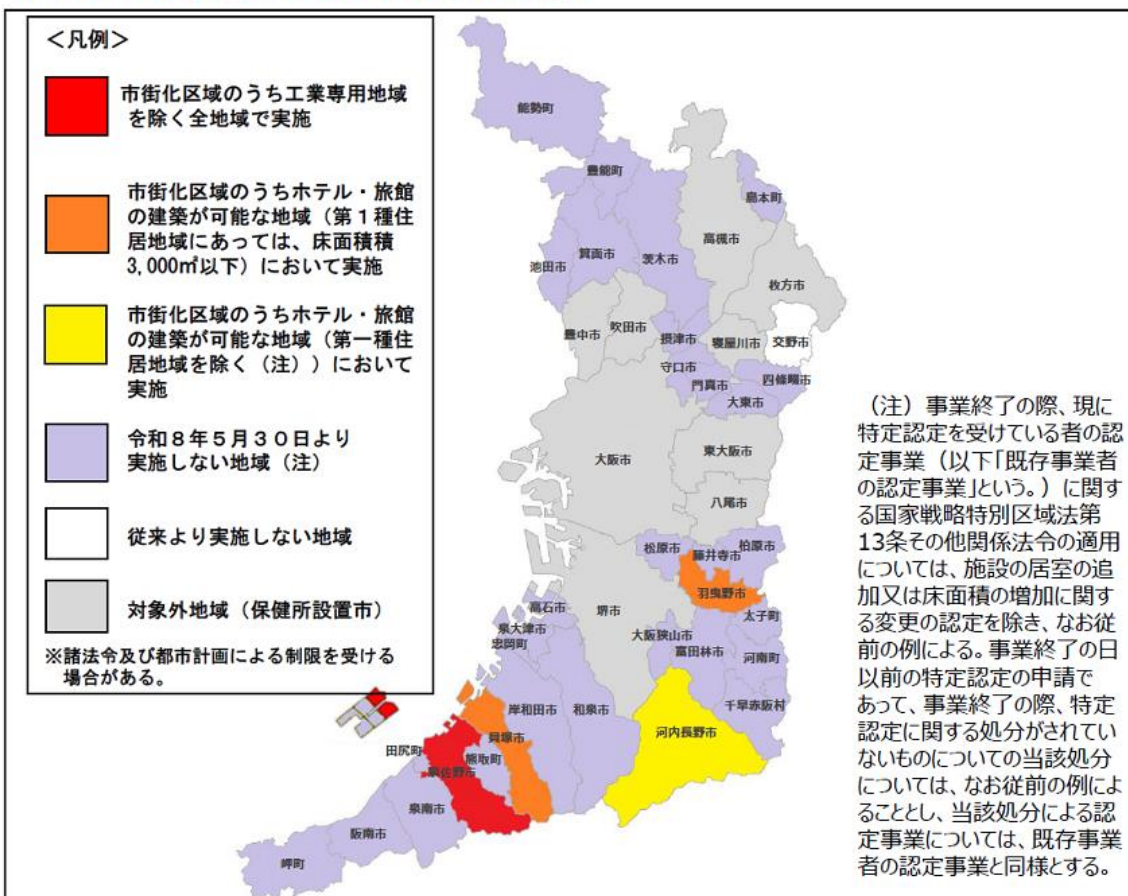 ＜凡例＞
市街化区域のうち工業専用地域
を除く全地域で実施
市街化区域のうちホテル・旅館
の建築が可能な地域（第１種住
居地域にあっては、床面積積
3,000㎡以下）において実施
市街化区域のうちホテル・旅館
の建築が可能な地域（第一種住
居地域を除く（注））において
実施
令和８年５月３０日より
実施しない地域（注）
従来より実施しない地域
対象外地域（保健所設置市）
※諸法令及び都市計画による制限を受ける
場合がある。
能勢町
豊能町
島本町
高槻市
茨木市
箕面市
池田市
枚方市
吹田市
豊中市
摂津市
寝屋川市
交野市
守口市
門真市
四條畷市
大東市
大阪市
東大阪市
八尾市
松原市
藤井寺市
柏原市
羽曳野市
高石市
堺市
泉大津市
忠岡町
大阪狭山市
太子町
富田林市
河南町
千早赤阪村
岸和田市
和泉市
河内長野市
貝塚市
田尻町
泉佐野市
熊取町
泉南市
阪南市
岬町
（注）事業終了の際、現に
特定認定を受けている者の認
定事業（以下「既存事業者
の認定事業」という。）に関す
る国家戦略特別区域法第
13条その他関係法令の適用
については、施設の居室の追
加又は床面積の増加に関す
る変更の認定を除き、なお従
前の例による。事業終了の日
以前の特定認定の申請で
あって、事業終了の際、特定
認定に関する処分がされてい
ないものについての当該処分
については、なお従前の例によ
ることとし、当該処分による認
定事業については、既存事業
者の認定事業と同様とする。